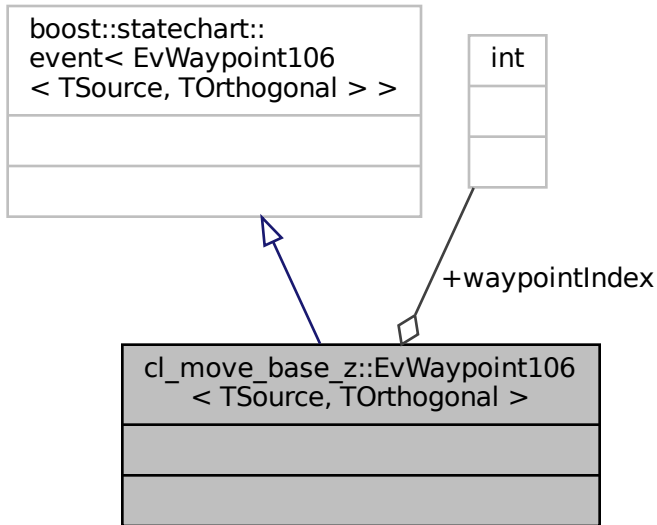 boost::statechart::
event< EvWaypoint106
< TSource, TOrthogonal > >
int
+waypointIndex
cl_move_base_z::EvWaypoint106
< TSource, TOrthogonal >